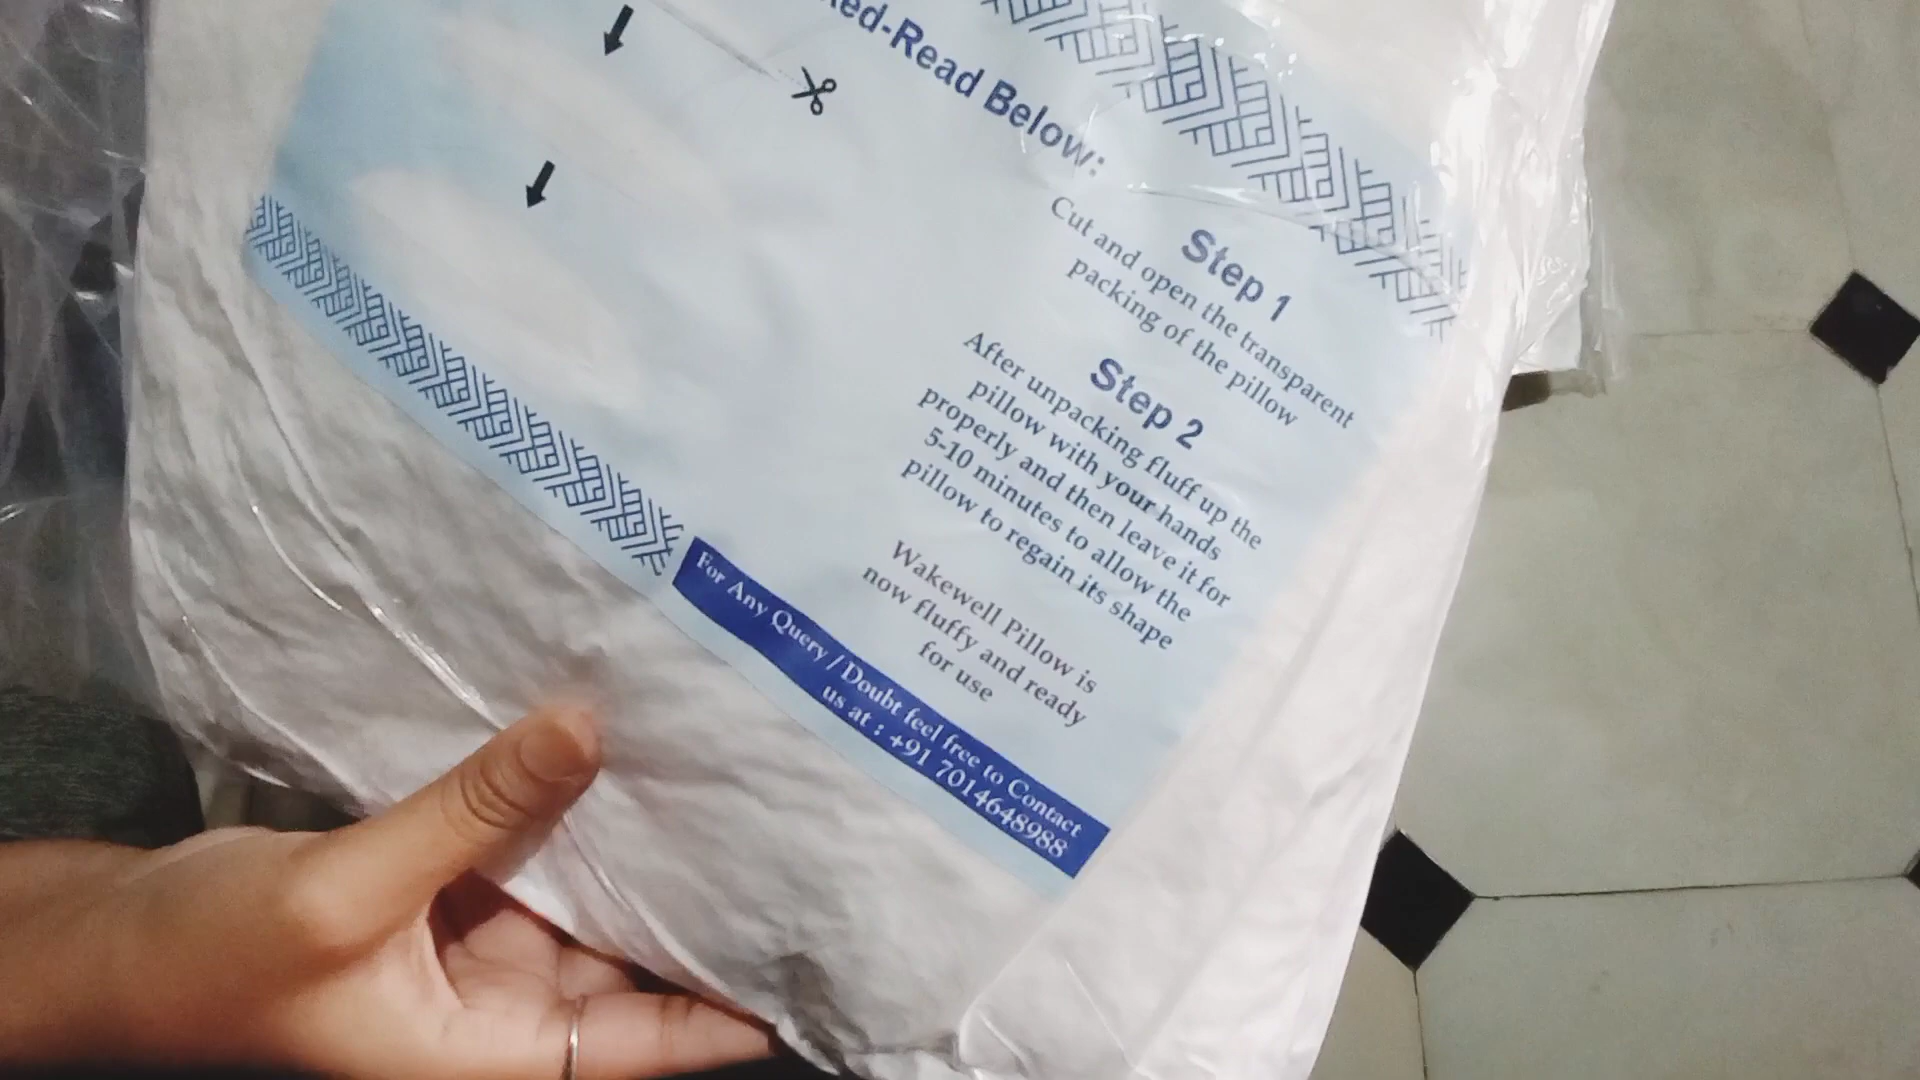 ed-Read Below:
Step 1
Cut and open the transparent
packing of the pillow
Step 2
After unpacking fluff up the
pillow with your hands
properly and then leave it for
5-10 minutes to allow the
pillow to regain its shape
Wakewell Pillow is
now fluffy and ready
for use
For Any Query / Doubt feel free to Contact
us at : +91 7014648988